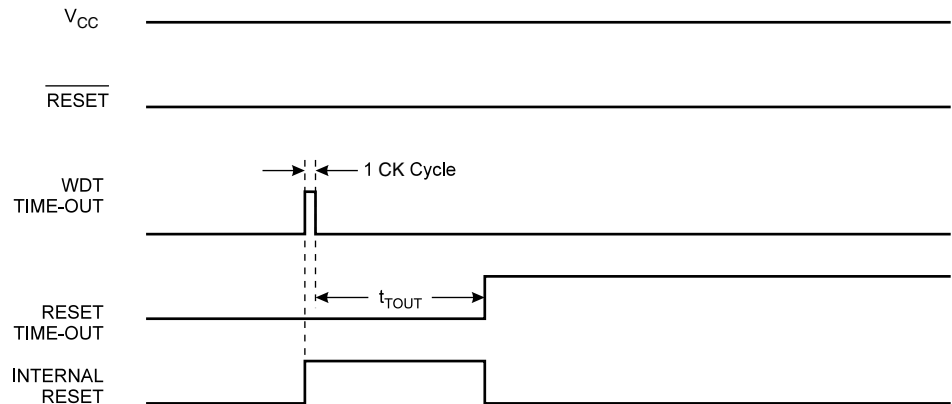 VCC
RESET
1 CK Cycle
WDT
TIME-OUT
tTOUT
RESET
TIME-OUT
INTERNAL
RESET